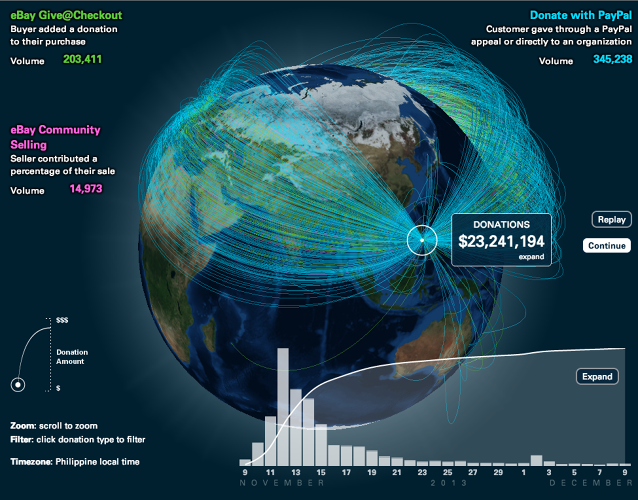 eBay Give@Checkout
Buyer added a donation
to their purchase
Volume 203,411
Donate with PayPal
Customer gave through a PayPal
appeal or directly to an organization
Volume 345,238
eBay Community
Selling
Seller contributed a
percentage of their sale
Volume 14,973
DONATIONS
$23,241,194
expand
Replay
Continue
$$$
Donation
Amount
$
Expand
Zoom: scroll to zoom
Filter: click donation type to filter
Timezone: Philippine local time
9 11 13 15 17 19 21 23 25 27 29 1 3 5 7 9
NOVEMBER 2013 DECEMBER